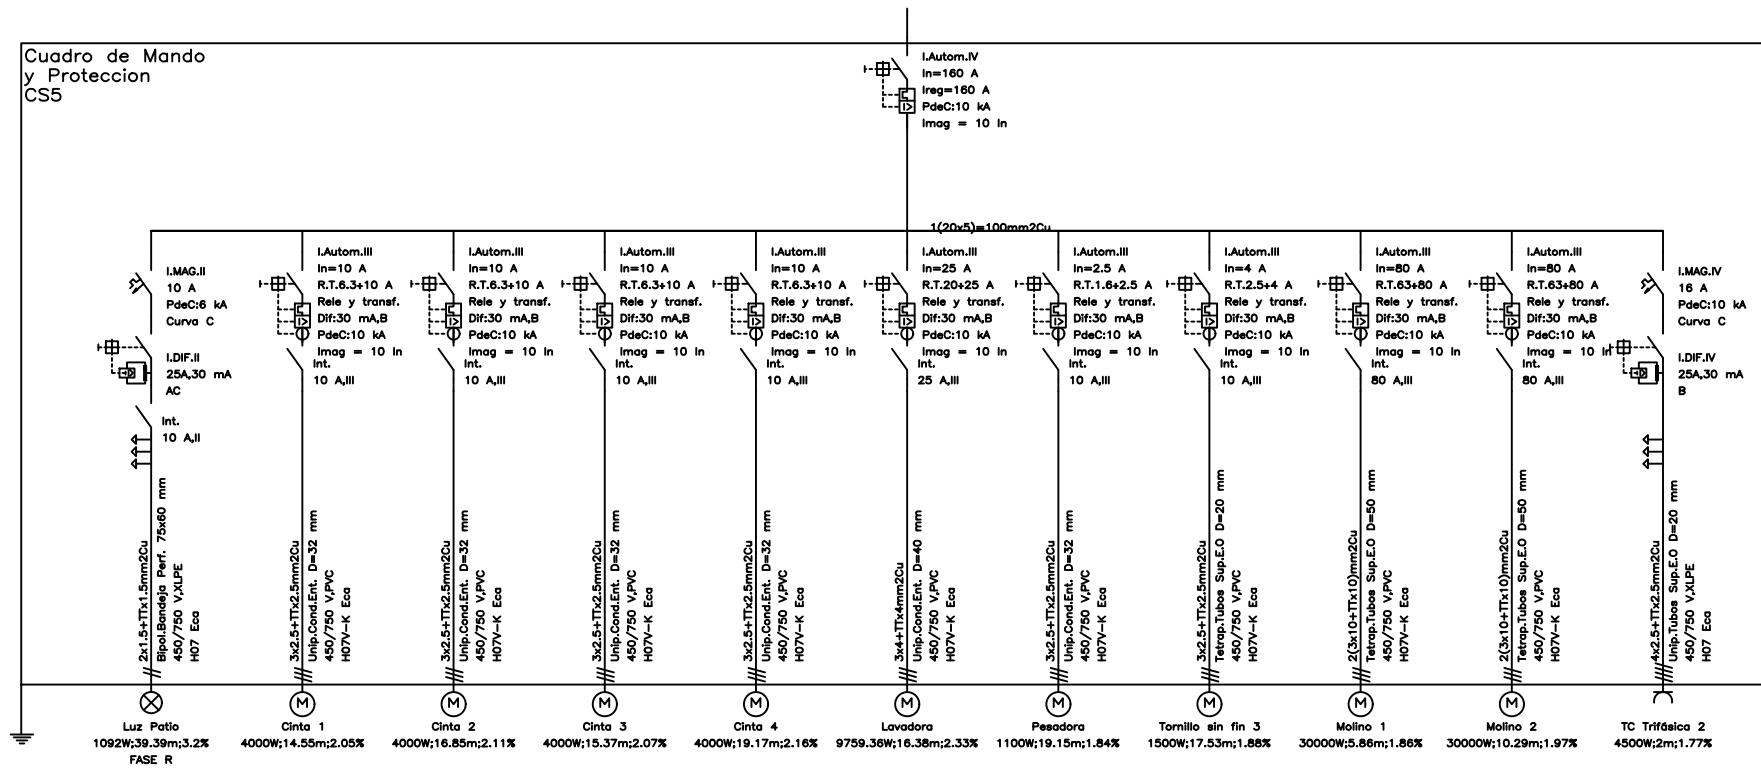 Cuadro de Mando
y Proteccion
CS5
I.Autom.IV
In=160 A
Ireg=160 A
PdeC:10 kA
Imag = 10 In
1(20x5)=100mm2Cu
I.MAG.II
10 A
PdeC:6 kA
Curva C
I.DIF.II
25A,30 mA
AC
Int.
10 A,II
2x1.5+TTx1.5mm2Cu
Bipol.Bandeja Perf. 75x60 mm
450/750 V,XLPE
H07 Eca
Luz Patio
1092W;39.39m;3.2%
FASE R
I.Autom.III
In=10 A
R.T.6.3÷10 A
Rele y transf.
Dif:30 mA,B
PdeC:10 kA
Imag = 10 In
Int.
10 A,III
3x2.5+TTx2.5mm2Cu
Unip.Cond.Ent. D=32 mm
450/750 V,PVC
H07V-K Eca
M
Cinta 1
4000W;14.55m;2.05%
I.Autom.III
In=10 A
R.T.6.3÷10 A
Rele y transf.
Dif:30 mA,B
PdeC:10 kA
Imag = 10 In
Int.
10 A,III
3x2.5+TTx2.5mm2Cu
Unip.Cond.Ent. D=32 mm
450/750 V,PVC
H07V-K Eca
M
Cinta 2
4000W;16.85m;2.11%
I.Autom.III
In=10 A
R.T.6.3÷10 A
Rele y transf.
Dif:30 mA,B
PdeC:10 kA
Imag = 10 In
Int.
10 A,III
3x2.5+TTx2.5mm2Cu
Unip.Cond.Ent. D=32 mm
450/750 V,PVC
H07V-K Eca
M
Cinta 3
4000W;15.37m;2.07%
I.Autom.III
In=10 A
R.T.6.3÷10 A
Rele y transf.
Dif:30 mA,B
PdeC:10 kA
Imag = 10 In
Int.
10 A,III
3x2.5+TTx2.5mm2Cu
Unip.Cond.Ent. D=32 mm
450/750 V,PVC
H07V-K Eca
M
Cinta 4
4000W;19.17m;2.16%
I.Autom.III
In=25 A
R.T.20÷25 A
Rele y transf.
Dif:30 mA,B
PdeC:10 kA
Imag = 10 In
Int.
25 A,III
3x4+TTx4mm2Cu
Unip.Cond.Ent. D=40 mm
450/750 V,PVC
H07V-K Eca
M
Lavadora
9759.36W;16.38m;2.33%
I.Autom.III
In=2.5 A
R.T.1.6÷2.5 A
Rele y transf.
Dif:30 mA,B
PdeC:10 kA
Imag = 10 In
Int.
10 A,III
3x2.5+TTx2.5mm2Cu
Unip.Cond.Ent. D=32 mm
450/750 V,PVC
H07V-K Eca
M
Pesadora
1100W;19.15m;1.84%
I.Autom.III
In=4 A
R.T.2.5÷4 A
Rele y transf.
Dif:30 mA,B
PdeC:10 kA
Imag = 10 In
Int.
10 A,III
3x2.5+TTx2.5mm2Cu
Tetrap.Tubos Sup.E.O D=20 mm
450/750 V,PVC
H07V-K Eca
M
Tornillo sin fin 3
1500W;17.53m;1.88%
I.Autom.III
In=80 A
R.T.63÷80 A
Rele y transf.
Dif:30 mA,B
PdeC:10 kA
Imag = 10 In
Int.
80 A,III
2(3x10+TTx10)mm2Cu
Tetrap.Tubos Sup.E.O D=50 mm
450/750 V,PVC
H07V-K Eca
M
Molino 1
30000W;5.86m;1.86%
I.Autom.III
In=80 A
R.T.63÷80 A
Rele y transf.
Dif:30 mA,B
PdeC:10 kA
Imag = 10 In
Int.
80 A,III
2(3x10+TTx10)mm2Cu
Tetrap.Tubos Sup.E.O D=50 mm
450/750 V,PVC
H07V-K Eca
M
Molino 2
30000W;10.29m;1.97%
I.MAG.IV
16 A
PdeC:10 kA
Curva C
I.DIF.IV
25A,30 mA
B
4x2.5+TTx2.5mm2Cu
Unip.Tubos Sup.E.O D=20 mm
450/750 V,XLPE
H07 Eca
TC Trifásica 2
4500W;2m;1.77%